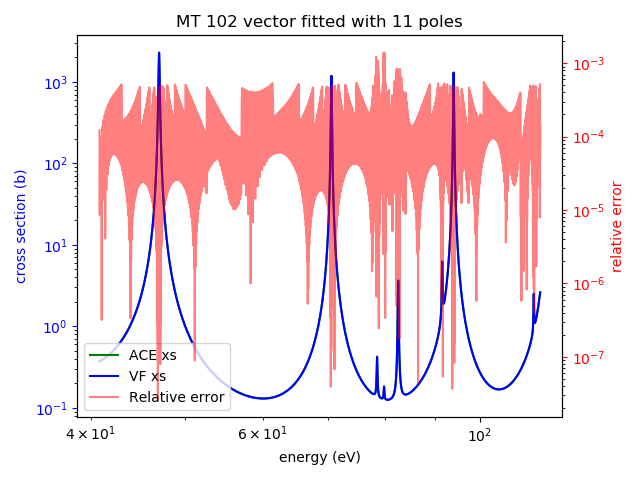 MT 102 vector fitted with 11 poles
10³
10²
10¹
10⁰
10⁻¹
cross section (b)
10⁻³
10⁻⁴
10⁻⁵
10⁻⁶
10⁻⁷
relative error
ACE xs
VF xs
Relative error
4 × 10¹
6 × 10¹
10²
energy (eV)